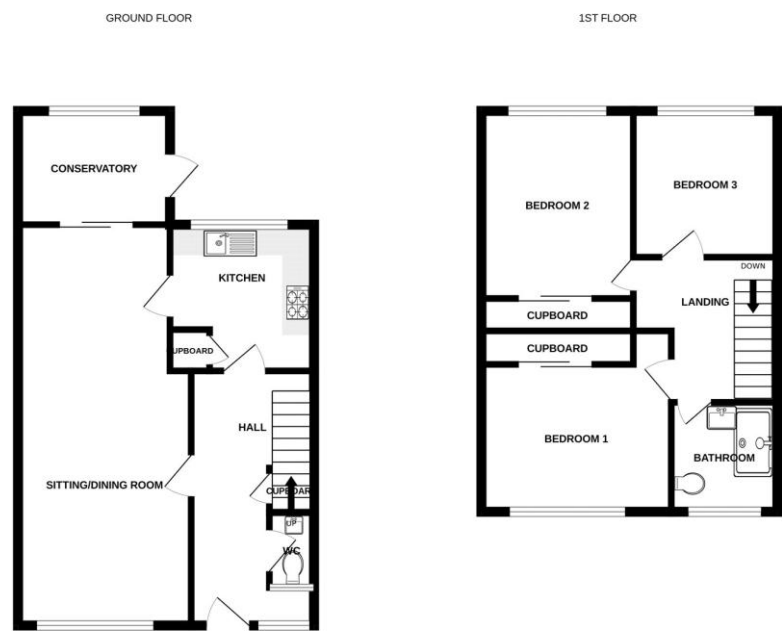 GROUND FLOOR
1ST FLOOR
CONSERVATORY
KITCHEN
CUPBOARD
HALL
SITTING/DINING ROOM
CUPBOARD
UP
WC
BEDROOM 2
BEDROOM 3
DOWN
LANDING
CUPBOARD
CUPBOARD
BEDROOM 1
BATHROOM